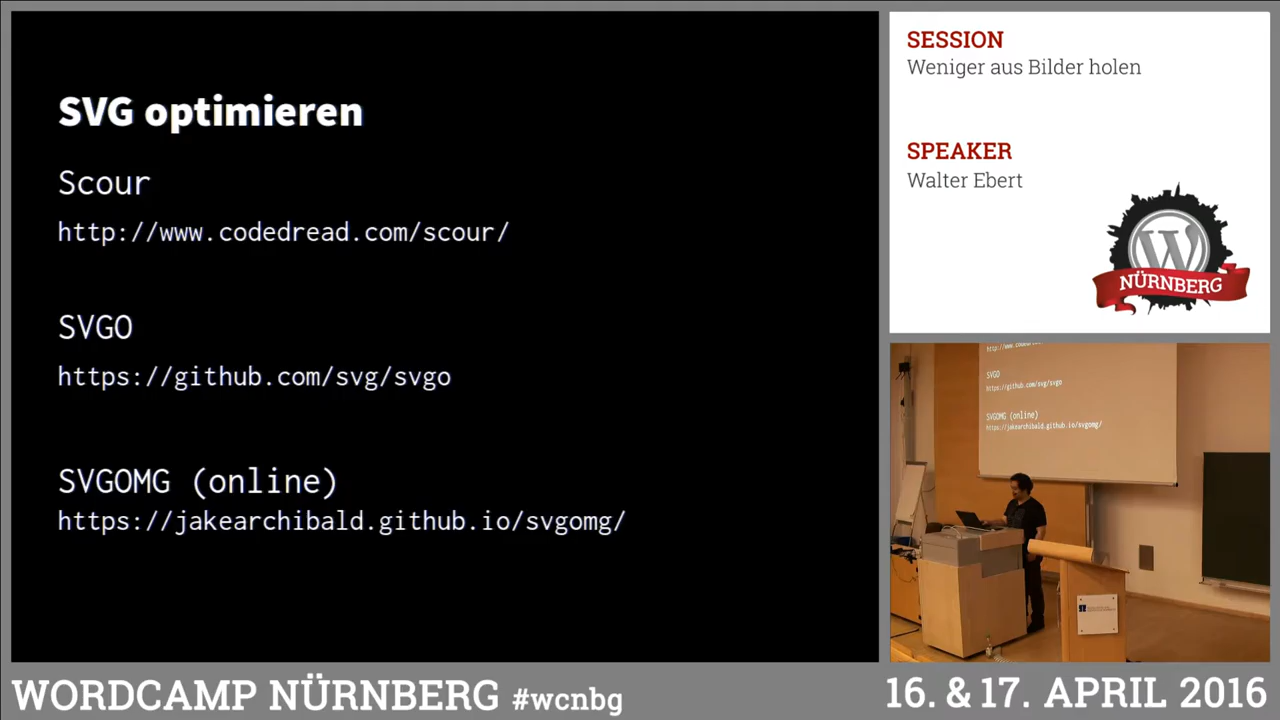 SVG optimieren
Scour
http://www.codedread.com/scour/
SVGO
https://github.com/svg/svgo
SVGOMG (online)
https://jakearchibald.github.io/svgomg/
SESSION
Weniger aus Bilder holen
SPEAKER
Walter Ebert
W
NÜRNBERG
SVGO
https://github.com/svg/svgo
SVGOMG (online)
https://jakearchibald.github.io/svgomg/
WORDCAMP NÜRNBERG #wcnbg
16. & 17. APRIL 2016